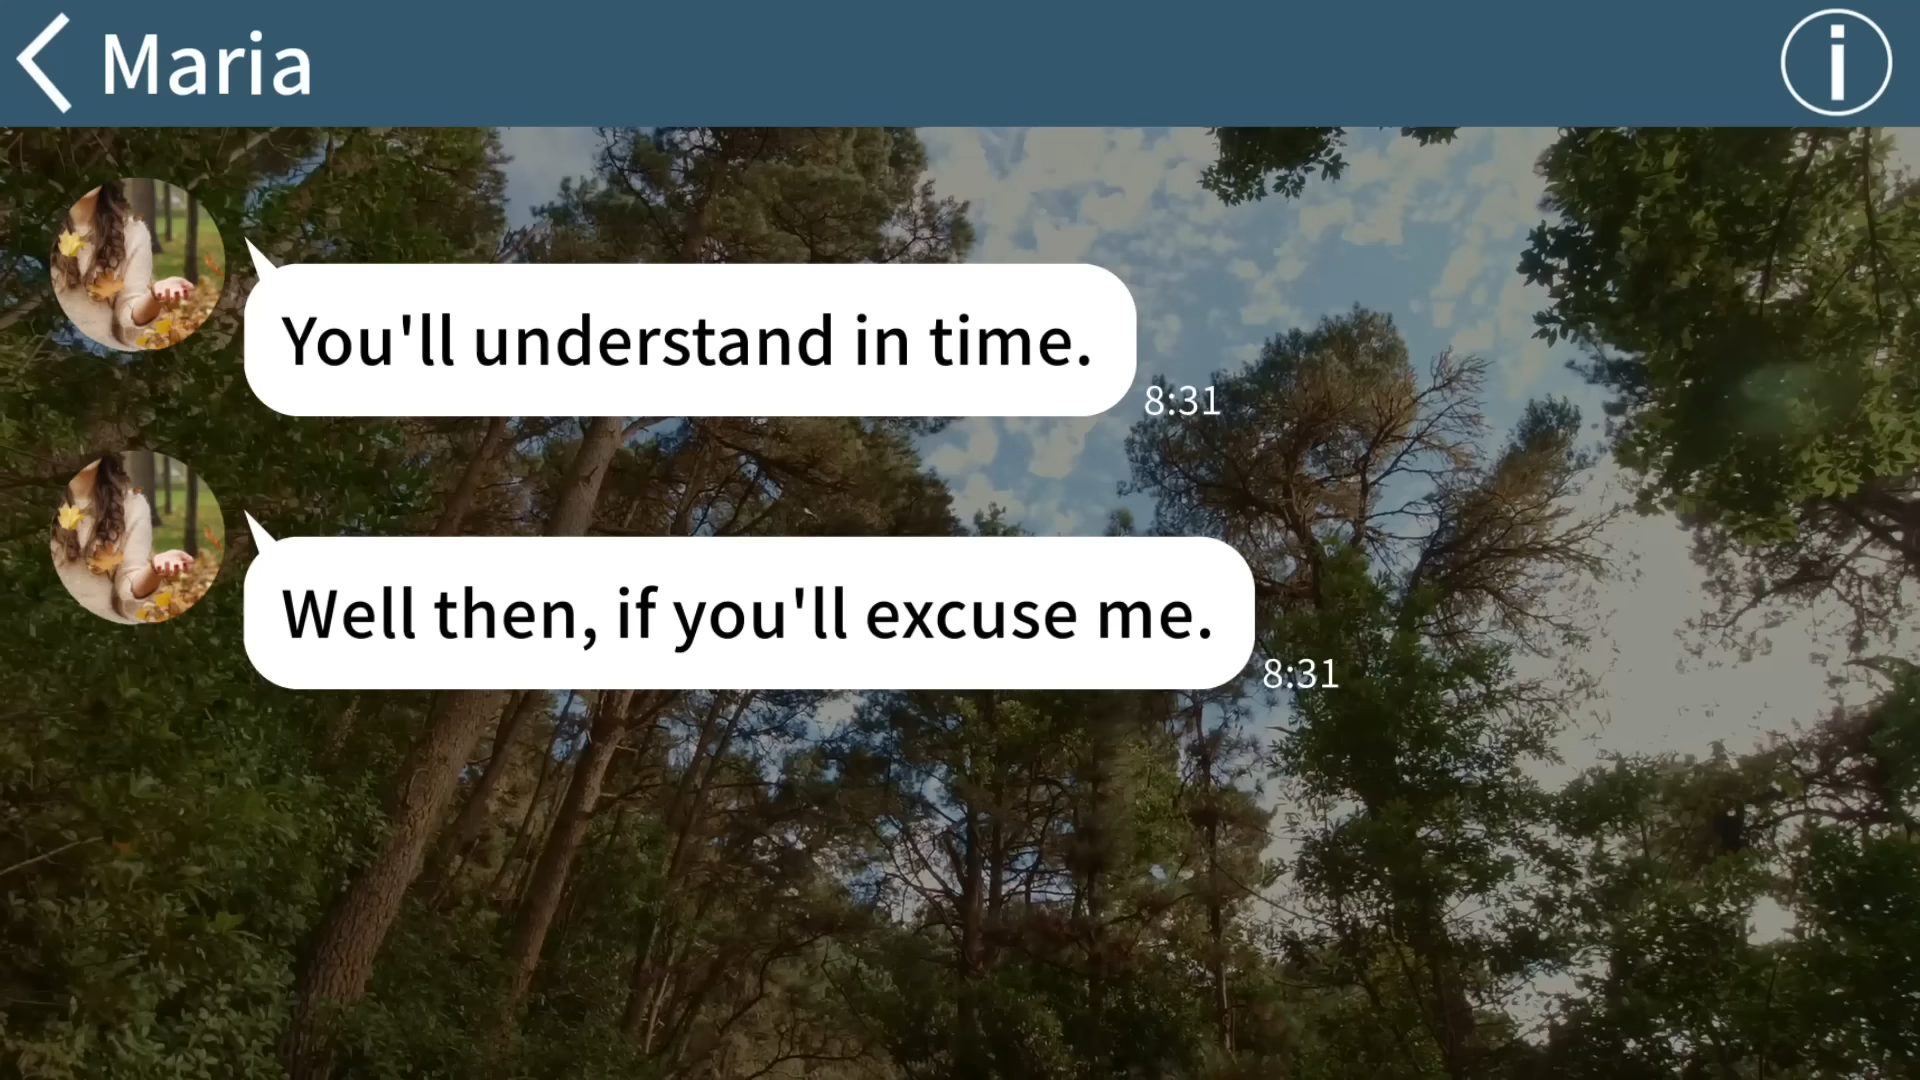 Maria
You'll understand in time.
8:31
Well then, if you'll excuse me.
8:31